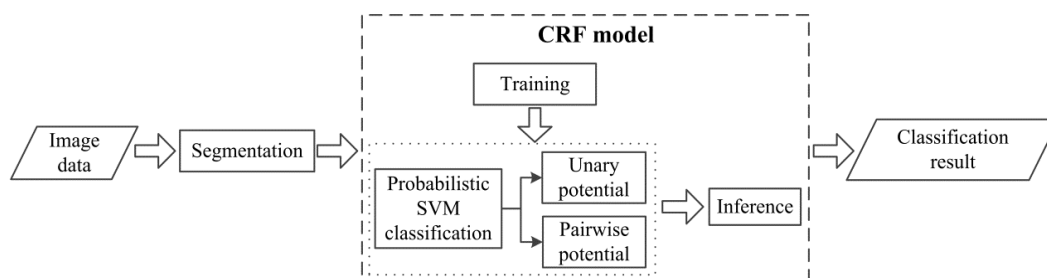 CRF model
Training
Image
data
Segmentation
Probabilistic
SVM
classification
Unary
potential
Pairwise
potential
Inference
Classification
result